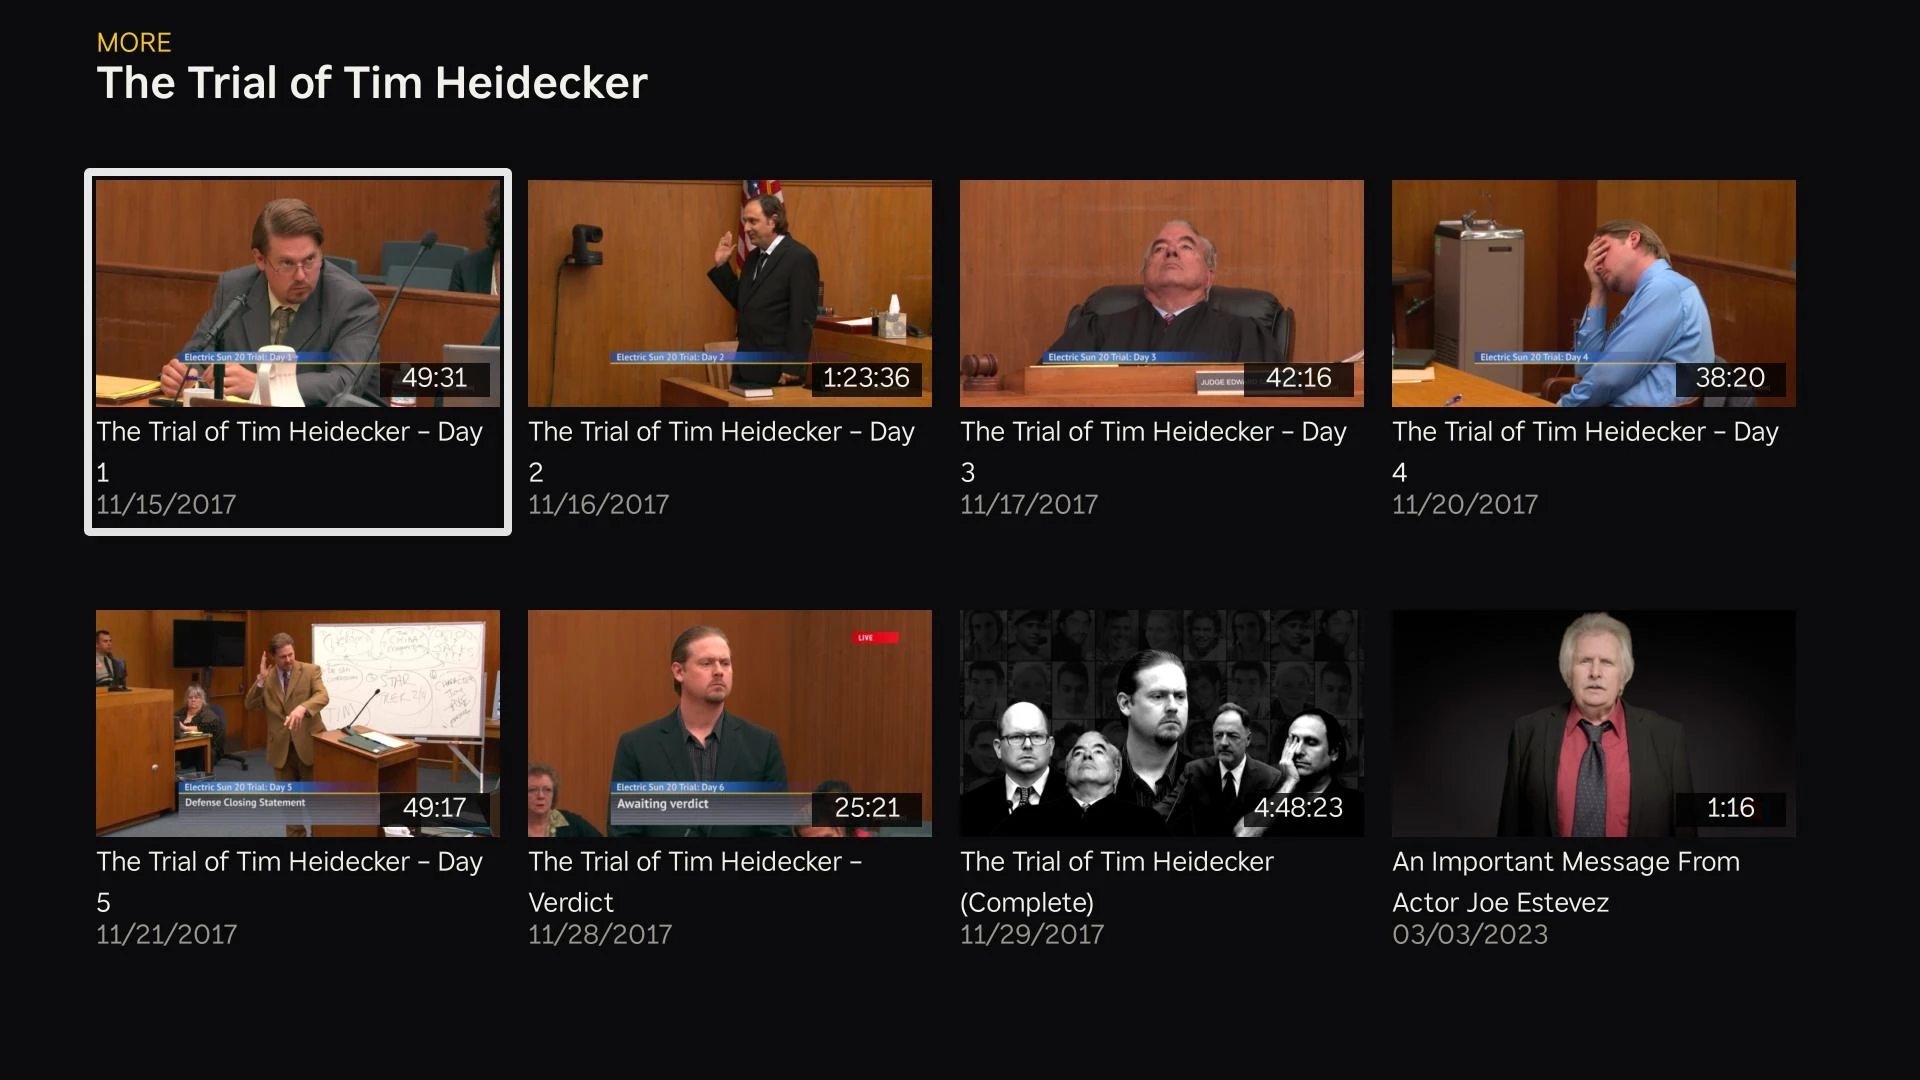 MORE
The Trial of Tim Heidecker
Electric Sun 20 Trial: Day 1
49:31
The Trial of Tim Heidecker – Day
1
11/15/2017
Electric Sun 20 Trial: Day 2
1:23:36
The Trial of Tim Heidecker – Day
2
11/16/2017
Electric Sun 20 Trial: Day 3
JUDGE EDWARD
42:16
The Trial of Tim Heidecker – Day
3
11/17/2017
Electric Sun 20 Trial: Day 4
38:20
The Trial of Tim Heidecker – Day
4
11/20/2017
STAR
TIM
Electric Sun 20 Trial: Day 5
Defense Closing Statement
49:17
The Trial of Tim Heidecker – Day
5
11/21/2017
LIVE
Electric Sun 20 Trial: Day 6
Awaiting verdict
25:21
The Trial of Tim Heidecker –
Verdict
11/28/2017
4:48:23
The Trial of Tim Heidecker
(Complete)
11/29/2017
1:16
An Important Message From
Actor Joe Estevez
03/03/2023